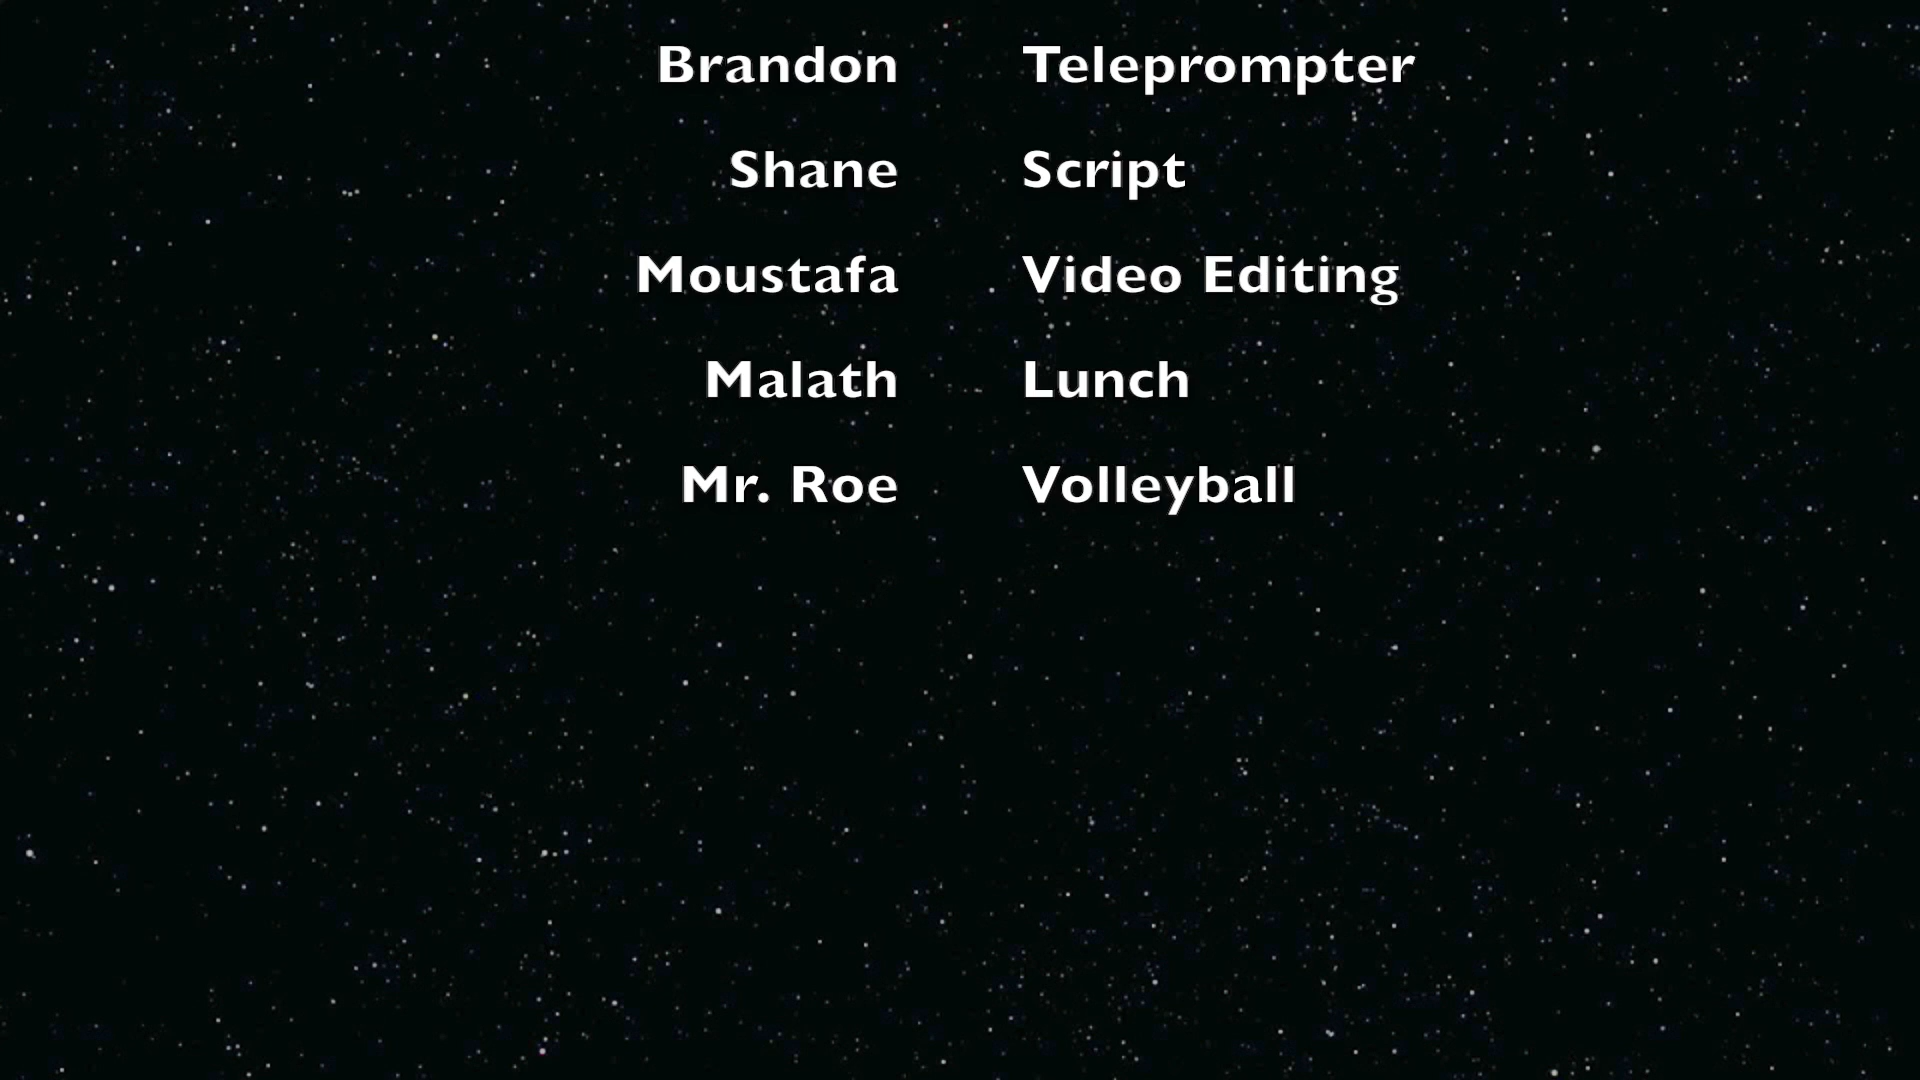 Brandon Teleprompter
Shane Script
Moustafa Video Editing
Malath Lunch
Mr. Roe Volleyball